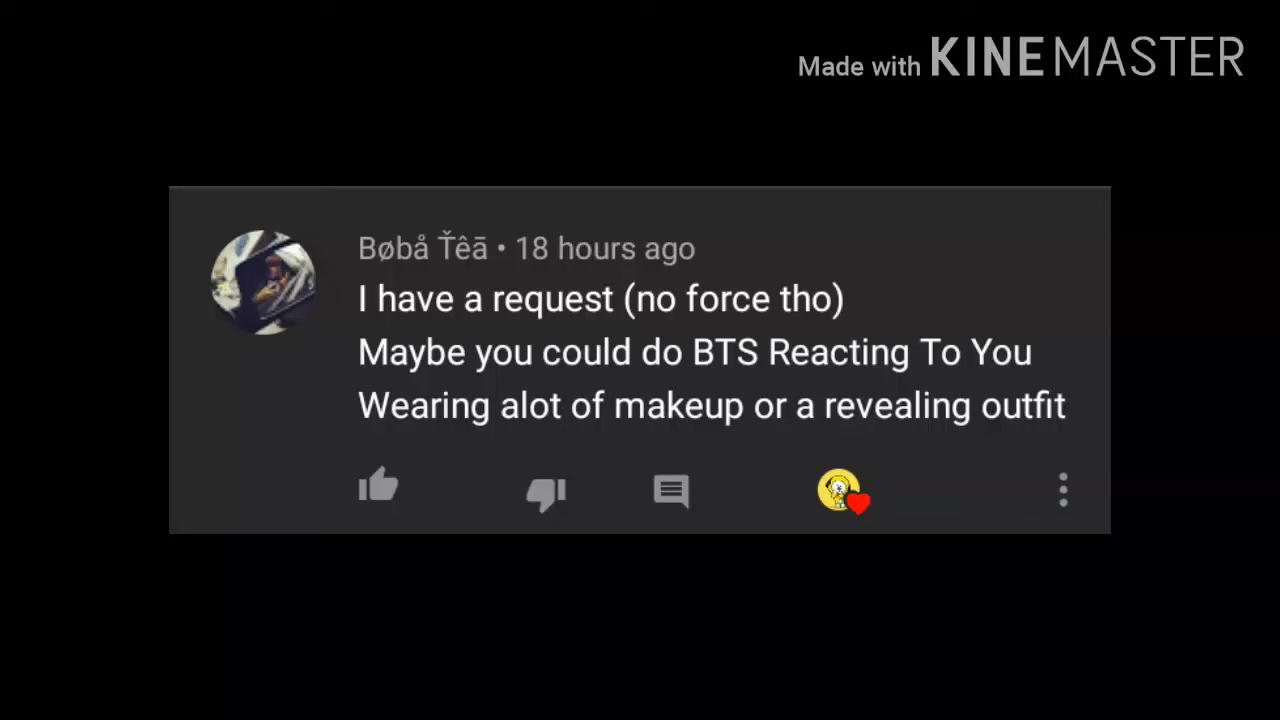 Made with KINEMASTER
Bøbå Ťêā • 18 hours ago
I have a request (no force tho)
Maybe you could do BTS Reacting To You
Wearing alot of makeup or a revealing outfit